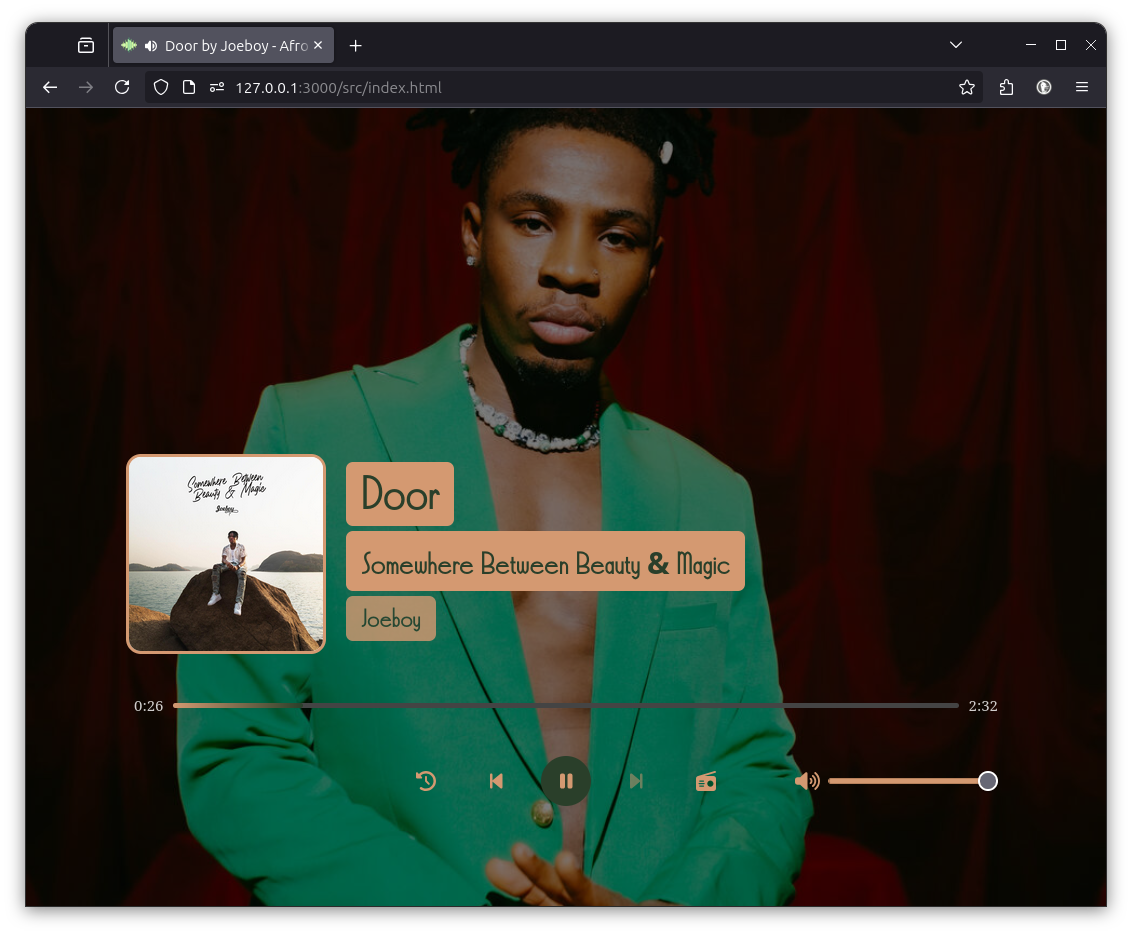 Door by Joeboy - Afro
127.0.0.1:3000/src/index.html
Somewhere Between
Beauty & Magic
Joeboy
Door
Somewhere Between Beauty & Magic
Joeboy
0:26
2:32